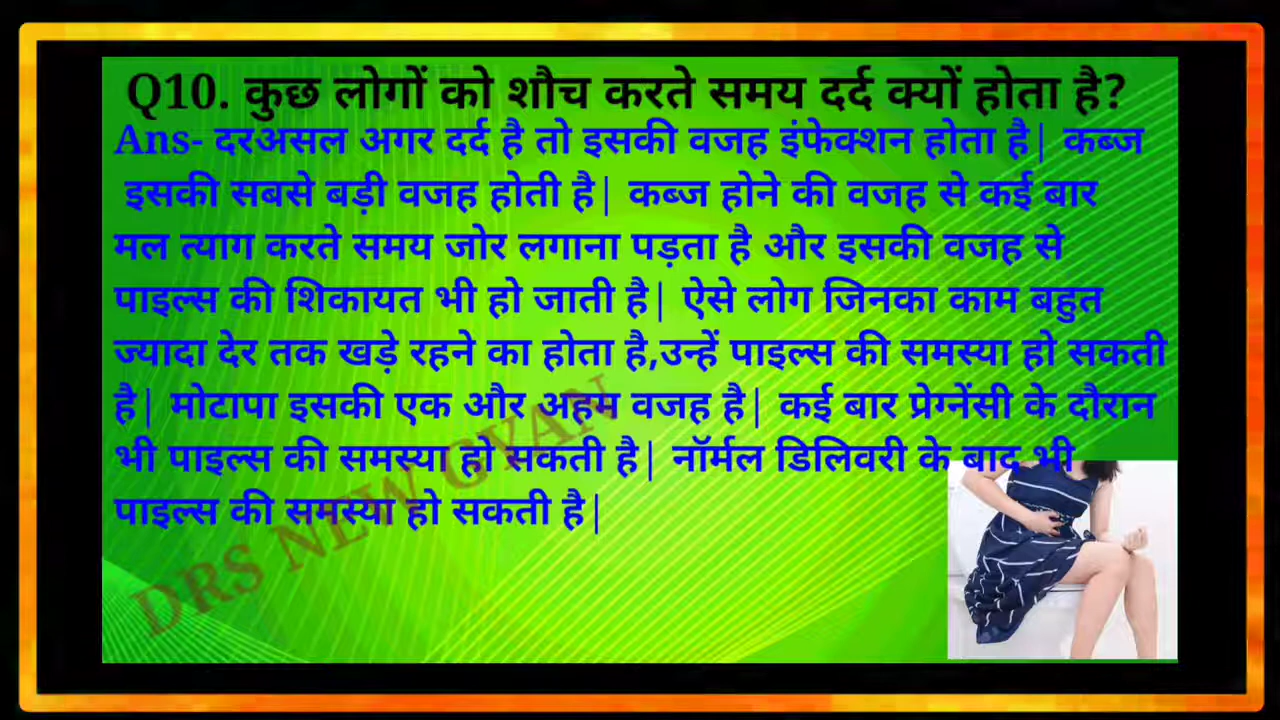 Q10. कुछ लोगों को शौच करते समय दर्द क्यों होता है?
Ans- दरअसल अगर दर्द है तो इसकी वजह इंफेक्शन होता है| कब्ज
इसकी सबसे बड़ी वजह होती है| कब्ज होने की वजह से कई बार
मल त्याग करते समय जोर लगाना पड़ता है और इसकी वजह से
पाइल्स की शिकायत भी हो जाती है| ऐसे लोग जिनका काम बहुत
ज्यादा देर तक खड़े रहने का होता है,उन्हें पाइल्स की समस्या हो सकती
है| मोटापा इसकी एक और अहम वजह है| कई बार प्रेग्नेंसी के दौरान
भी पाइल्स की समस्या हो सकती है| नॉर्मल डिलिवरी के बाद भी
पाइल्स की समस्या हो सकती है|
DRS NEW GYAN